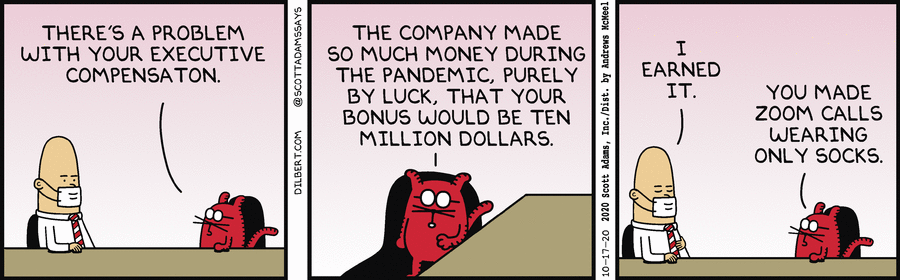 THERE'S A PROBLEM
WITH YOUR EXECUTIVE
COMPENSATON.
DILBERT.COM @SCOTTADAMSSAYS
THE COMPANY MADE
SO MUCH MONEY DURING
THE PANDEMIC, PURELY
BY LUCK, THAT YOUR
BONUS WOULD BE TEN
MILLION DOLLARS.
10-17-20 2020 Scott Adams, Inc./Dist. by Andrews McMeel
I
EARNED
IT.
YOU MADE
ZOOM CALLS
WEARING
ONLY SOCKS.